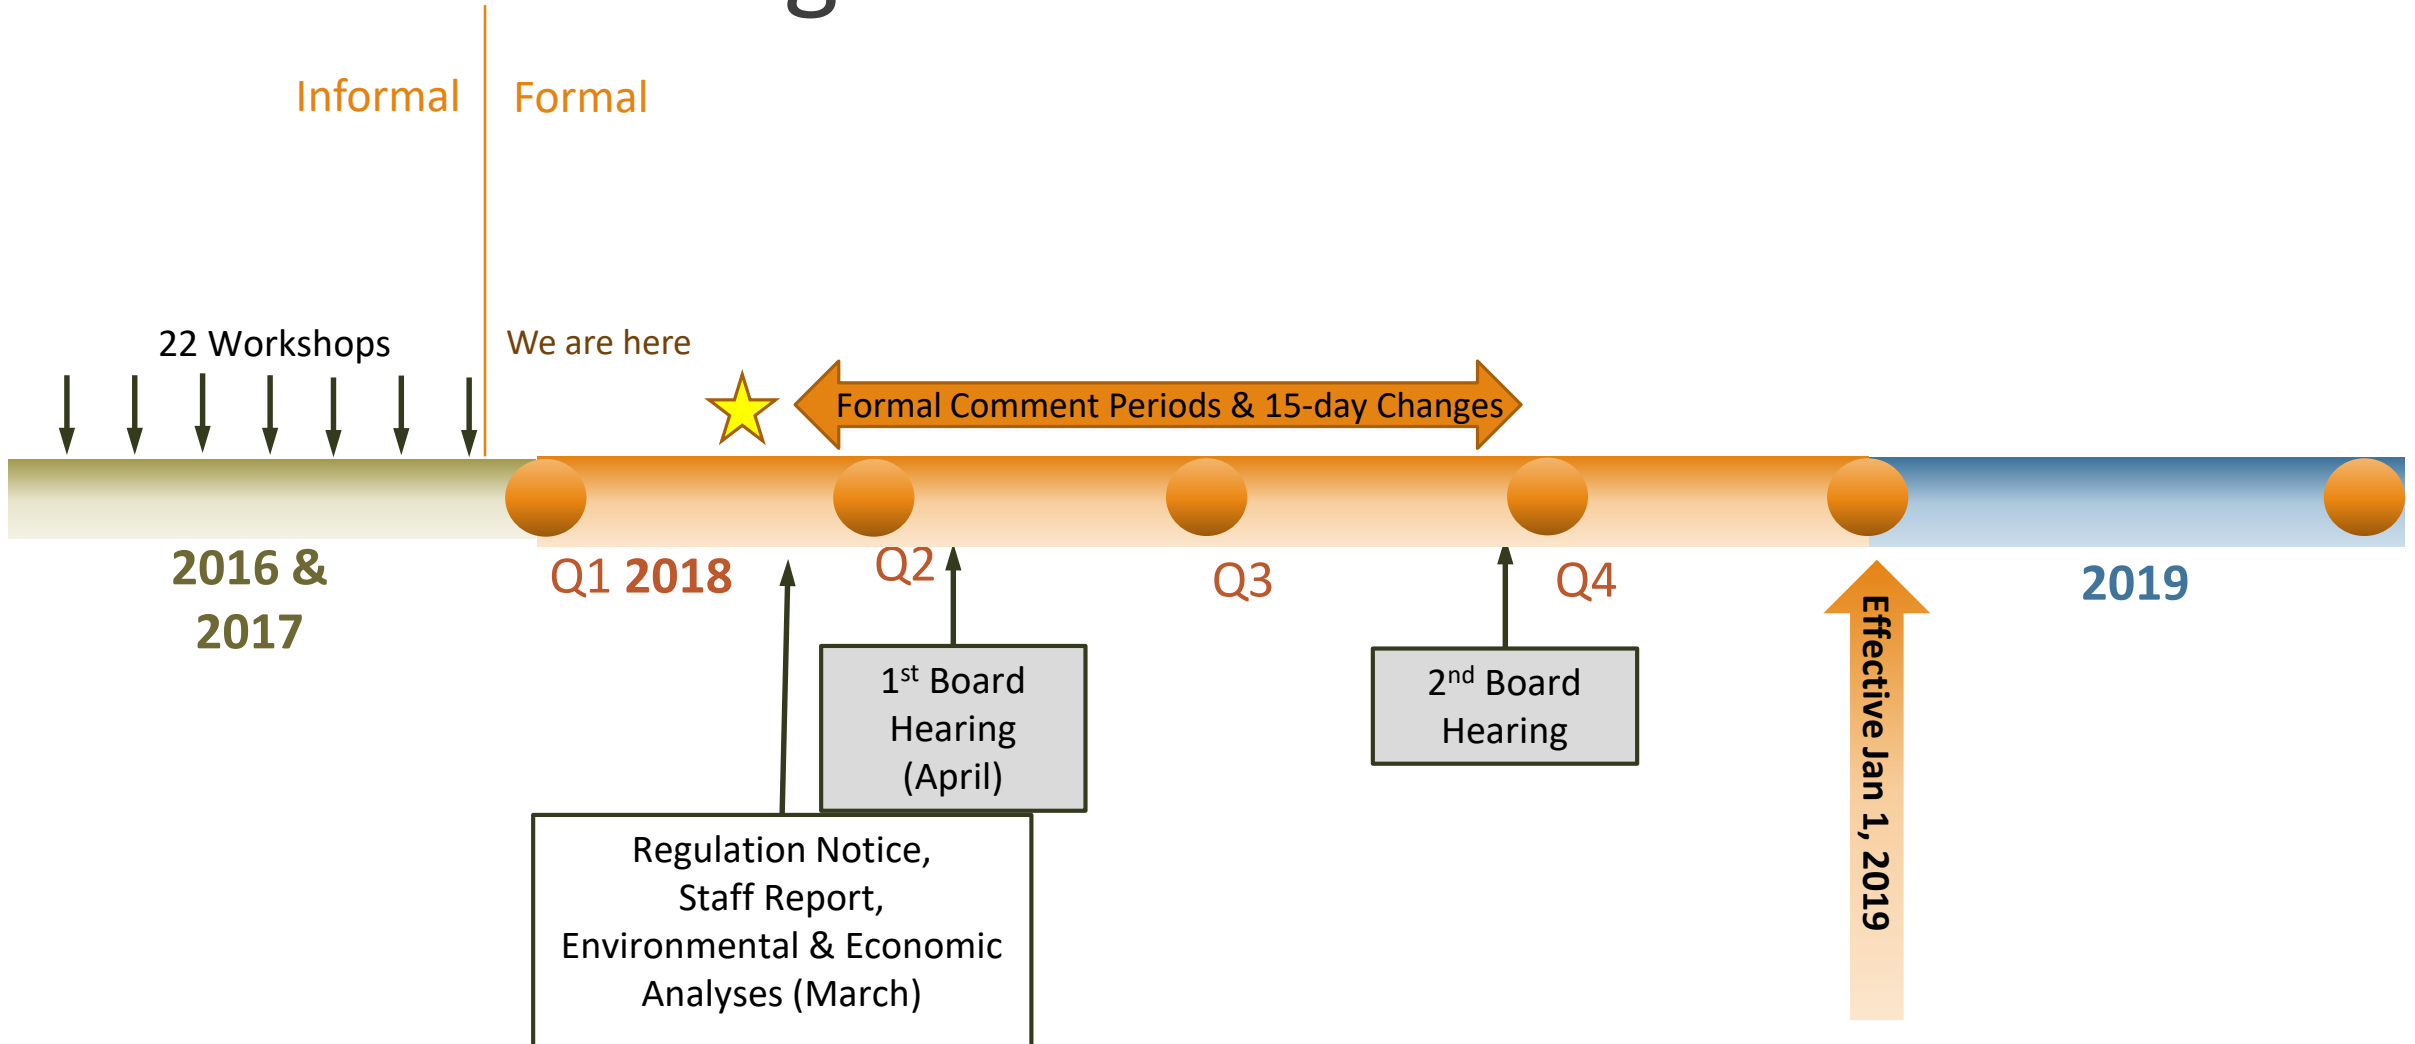 Informal
Formal
22 Workshops
We are here
Formal Comment Periods & 15-day Changes
2016 &
2017
Q1 2018
Q2
Q3
Q4
2019
1st Board
Hearing
(April)
2nd Board
Hearing
Effective Jan 1, 2019
Regulation Notice,
Staff Report,
Environmental & Economic
Analyses (March)